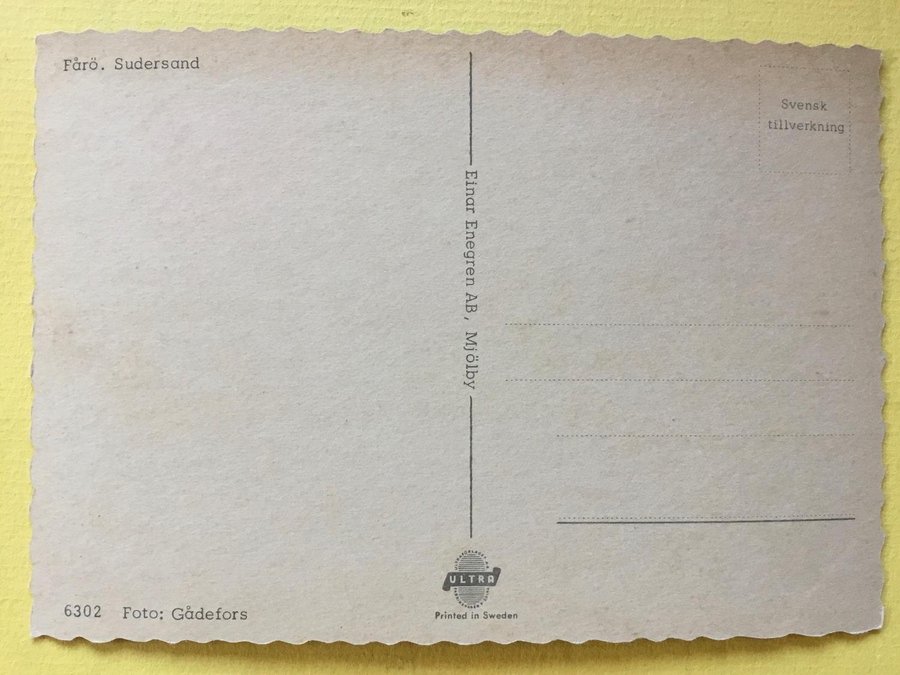 Fårö. Sudersand
Svensk
tillverkning
Einar Enegren AB, Mjölby
ULTRA
Printed in Sweden
6302 Foto: Gådefors